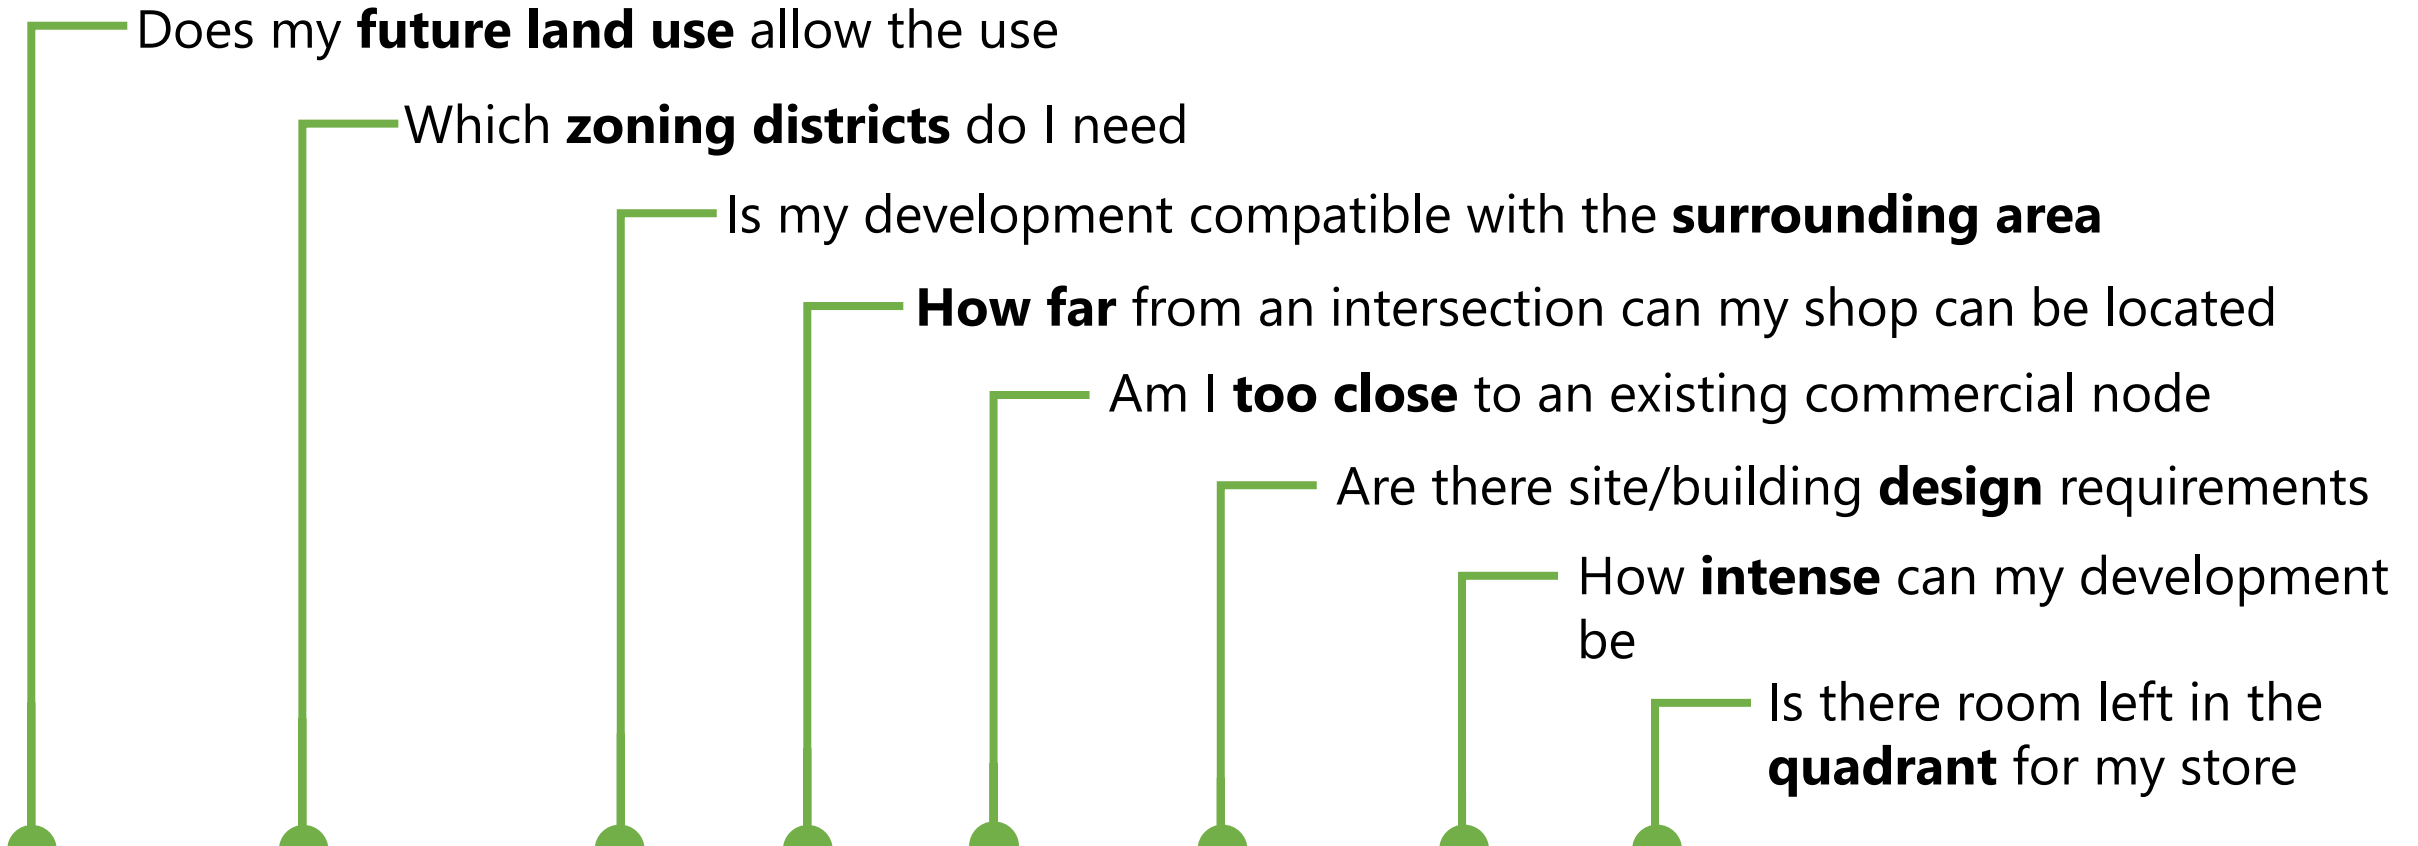 Does my future land use allow the use
Which zoning districts do I need
Is my development compatible with the surrounding area
How far from an intersection can my shop can be located
Am I too close to an existing commercial node
Are there site/building design requirements
How intense can my development
be
Is there room left in the
quadrant for my store